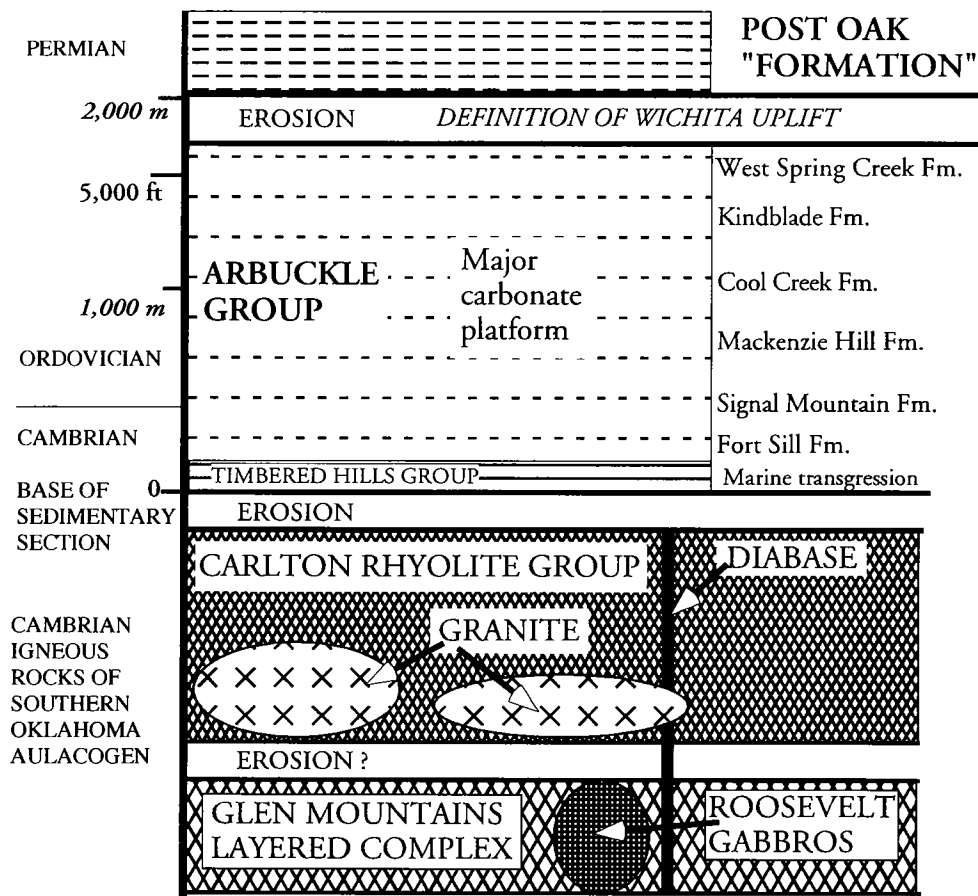 PERMIAN
POST OAK
"FORMATION"
2,000 m
EROSION DEFINITION OF WICHITA UPLIFT
West Spring Creek Fm.
5,000 ft
Kindblade Fm.
ARBUCKLE
GROUP
Major
carbonate
platform
Cool Creek Fm.
1,000 m
Mackenzie Hill Fm.
ORDOVICIAN
Signal Mountain Fm.
CAMBRIAN
Fort Sill Fm.
TIMBERED HILLS GROUP
Marine transgression
BASE OF 0
SEDIMENTARY
SECTION
EROSION
CARLTON RHYOLITE GROUP
DIABASE
GRANITE
CAMBRIAN
IGNEOUS
ROCKS OF
SOUTHERN
OKLAHOMA
AULACOGEN
EROSION ?
GLEN MOUNTAINS
LAYERED COMPLEX
ROOSEVELT
GABBROS